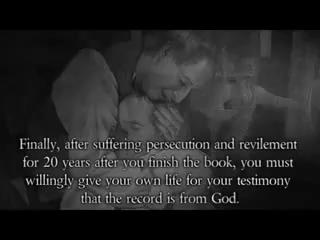 Finally, after suffering persecution and revilement
for 20 years after you finish the book, you must
willingly give your own life for your testimony
that the record is from God.